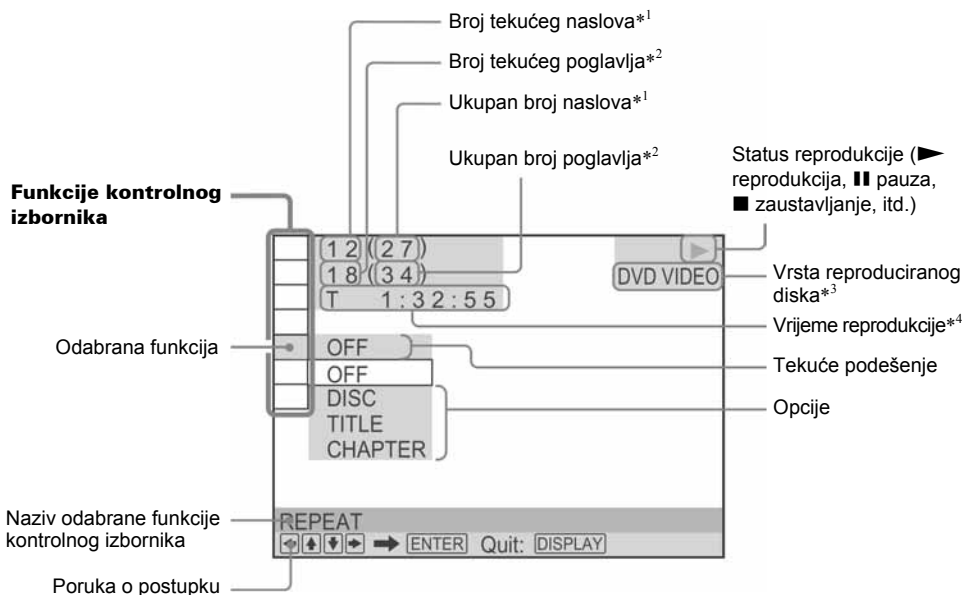 Broj tekućeg naslova*1
Broj tekućeg poglavlja*2
Ukupan broj naslova*1
Ukupan broj poglavlja*2
Status reprodukcije (▶
reprodukcija, ▮▮ pauza,
■ zaustavljanje, itd.)
Funkcije kontrolnog
izbornika
12 (27)
18 (34)
T 1:32:55
▶
DVD VIDEO
Vrsta reproduciranog
diska*3
Vrijeme reprodukcije*4
Odabrana funkcija
OFF
Tekuće podešenje
OFF
DISC
TITLE
CHAPTER
Opcije
Naziv odabrane funkcije
kontrolnog izbornika
REPEAT
←↑↓→ ➡ ENTER Quit: DISPLAY
Poruka o postupku